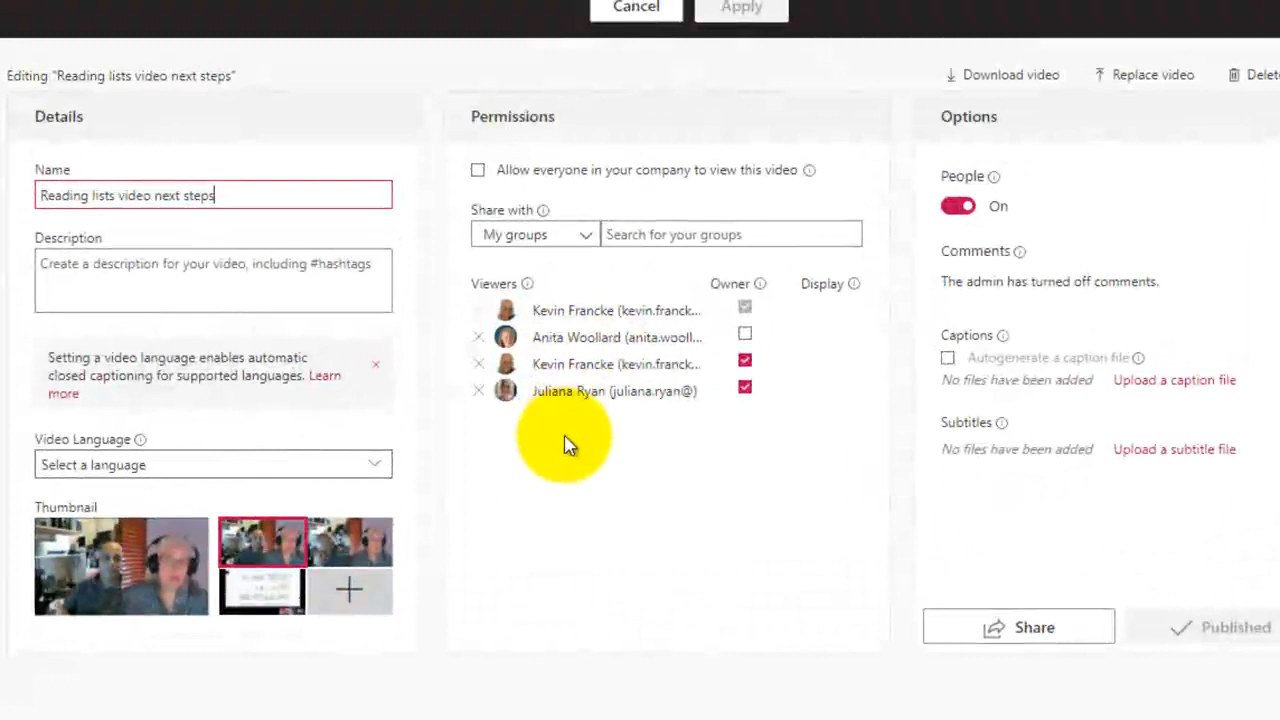 Cancel
Apply
Editing "Reading lists video next steps"
Download video
Replace video
Delete
Details
Name
Reading lists video next steps
Description
Create a description for your video, including #hashtags
Setting a video language enables automatic
closed captioning for supported languages. Learn
more
Video Language
Select a language
Thumbnail
Permissions
Allow everyone in your company to view this video
Share with
My groups
Search for your groups
Viewers
Owner
Display
Kevin Francke (kevin.franck...
Anita Woollard (anita.wooll...
Kevin Francke (kevin.franck...
Juliana Ryan (juliana.ryan@)
Options
People
On
Comments
The admin has turned off comments.
Captions
Autogenerate a caption file
No files have been added
Upload a caption file
Subtitles
No files have been added
Upload a subtitle file
Share
Published